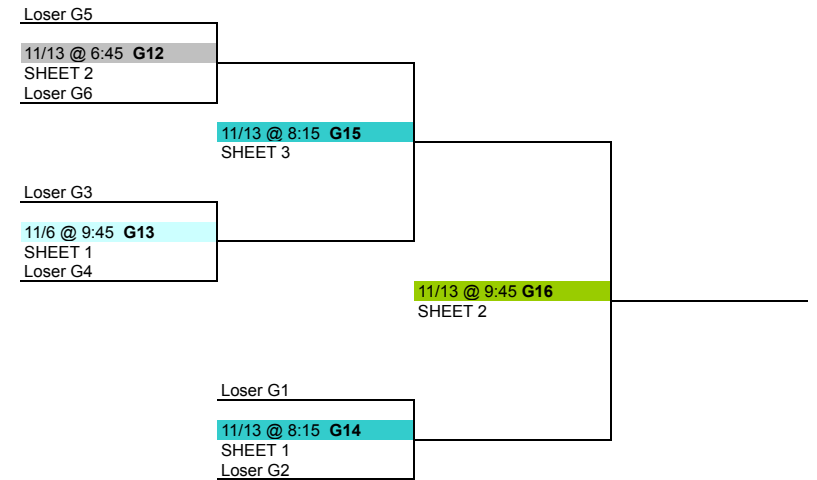 Loser G5
11/13 @ 6:45 G12
SHEET 2
Loser G6
11/13 @ 8:15 G15
SHEET 3
Loser G3
11/6 @ 9:45 G13
SHEET 1
Loser G4
11/13 @ 9:45 G16
SHEET 2
Loser G1
11/13 @ 8:15 G14
SHEET 1
Loser G2